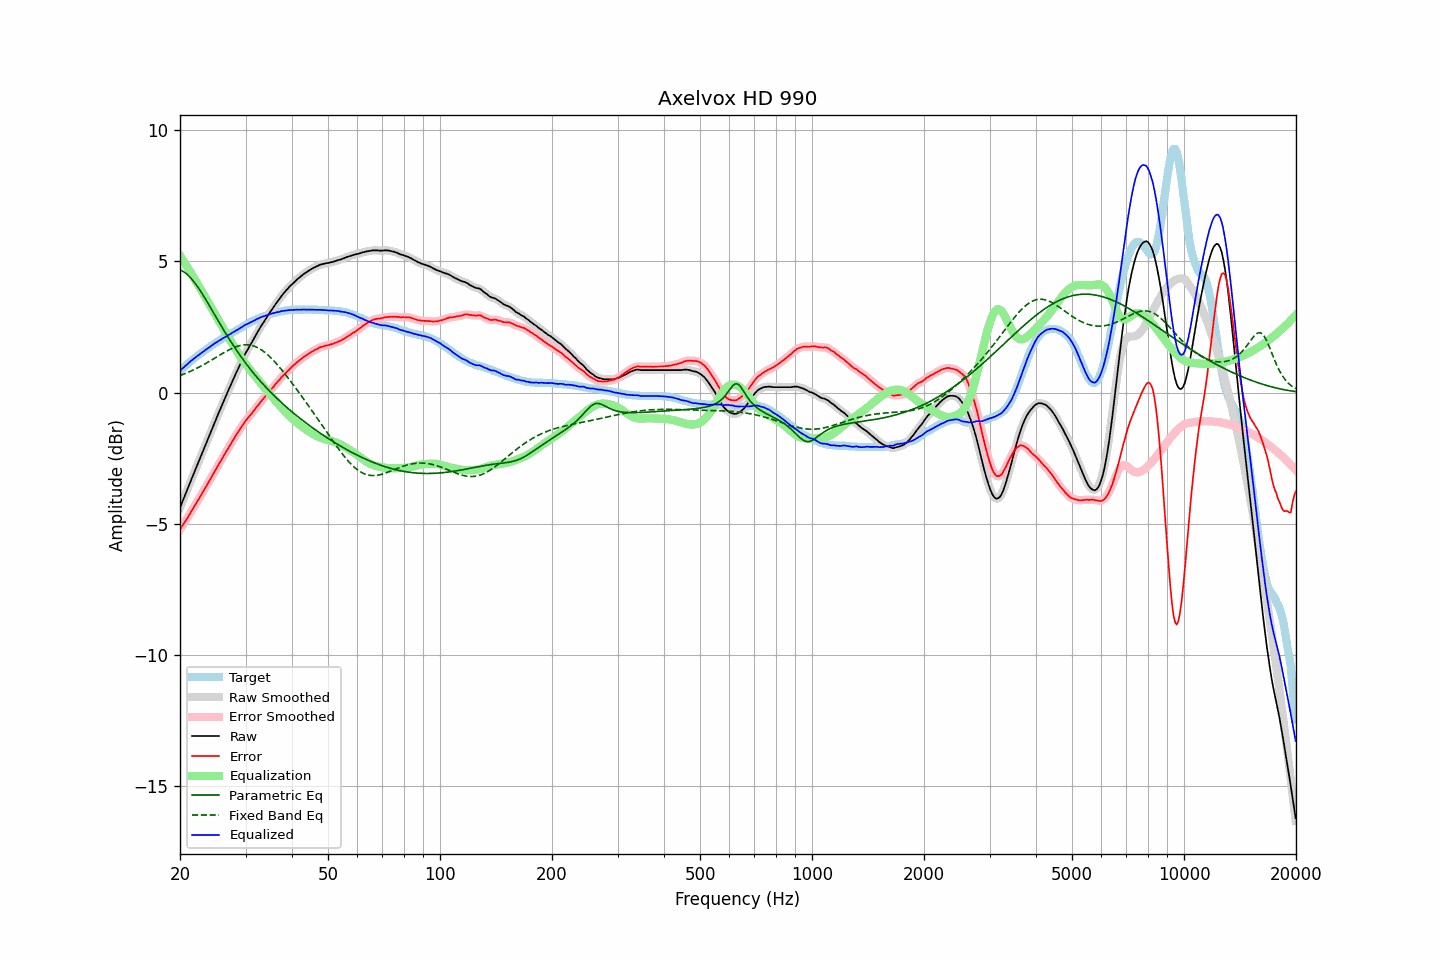 Axelvox HD 990
Amplitude (dBr)
10
5
0
−5
−10
−15
Target
Raw Smoothed
Error Smoothed
Raw
Error
Equalization
Parametric Eq
Fixed Band Eq
Equalized
20 50 100 200 500 1000 2000 5000 10000 20000
Frequency (Hz)